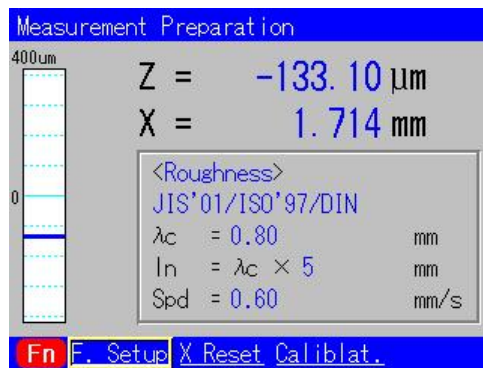 Measurement Preparation
400um
Z = -133.10 µm
X = 1.714 mm
0
<Roughness>
JIS'01/ISO'97/DIN
λc = 0.80 mm
ln = λc × 5 mm
Spd = 0.60 mm/s
Fn F. Setup X Reset Caliblat.